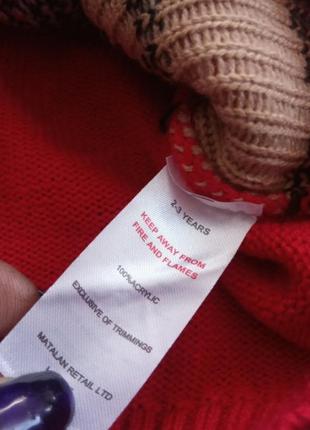 2-3 YEARS
KEEP AWAY FROM
FIRE AND FLAMES
100%ACRYLIC
EXCLUSIVE OF TRIMMINGS
MATALAN RETAIL LTD